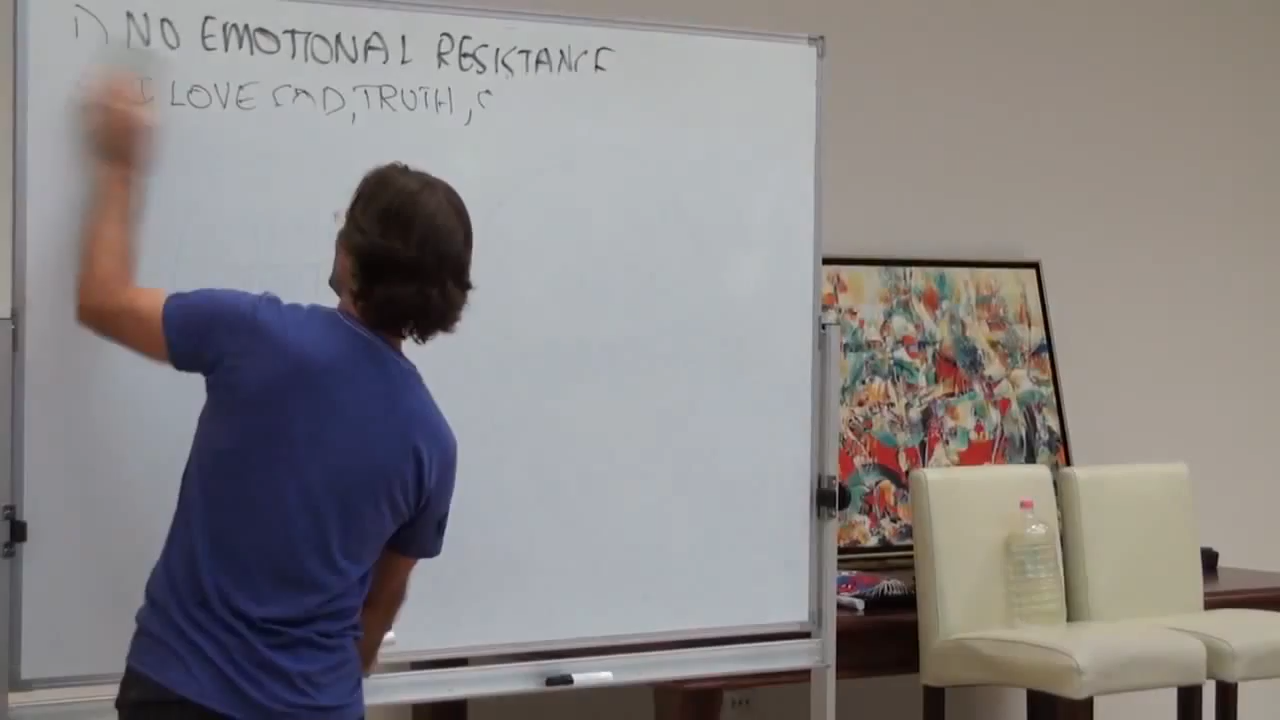 1) NO EMOTIONAL RESISTANCE
I LOVE GOD, TRUTH,